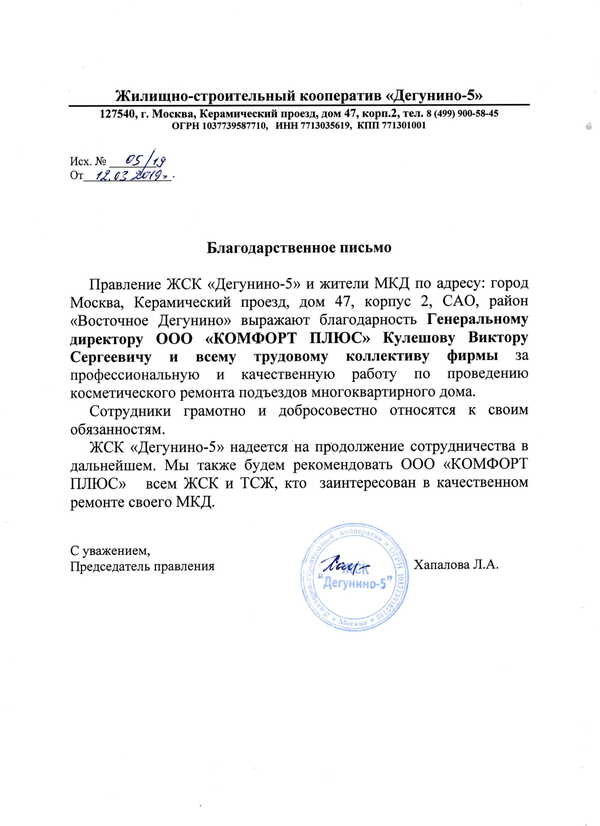 Жилищно-строительный кооператив «Дегунино-5»
127540, г. Москва, Керамический проезд, дом 47, корп.2, тел. 8 (499) 900-58-45
ОГРН 1037739587710, ИНН 7713035619, КПП 771301001
Исх. № 05/19
От 12.03 2019г.
Благодарственное письмо
Правление ЖСК «Дегунино-5» и жители МКД по адресу: город
Москва, Керамический проезд, дом 47, корпус 2, САО, район
«Восточное Дегунино» выражают благодарность Генеральному
директору ООО «КОМФОРТ ПЛЮС» Кулешову Виктору
Сергеевичу и всему трудовому коллективу фирмы за
профессиональную и качественную работу по проведению
косметического ремонта подъездов многоквартирного дома.
Сотрудники грамотно и добросовестно относятся к своим
обязанностям.
ЖСК «Дегунино-5» надеется на продолжение сотрудничества в
дальнейшем. Мы также будем рекомендовать ООО «КОМФОРТ
ПЛЮС» всем ЖСК и ТСЖ, кто заинтересован в качественном
ремонте своего МКД.
С уважением,
Председатель правления
Хапалова Л.А.
ЖСК
"Дегунино-5"
Москва